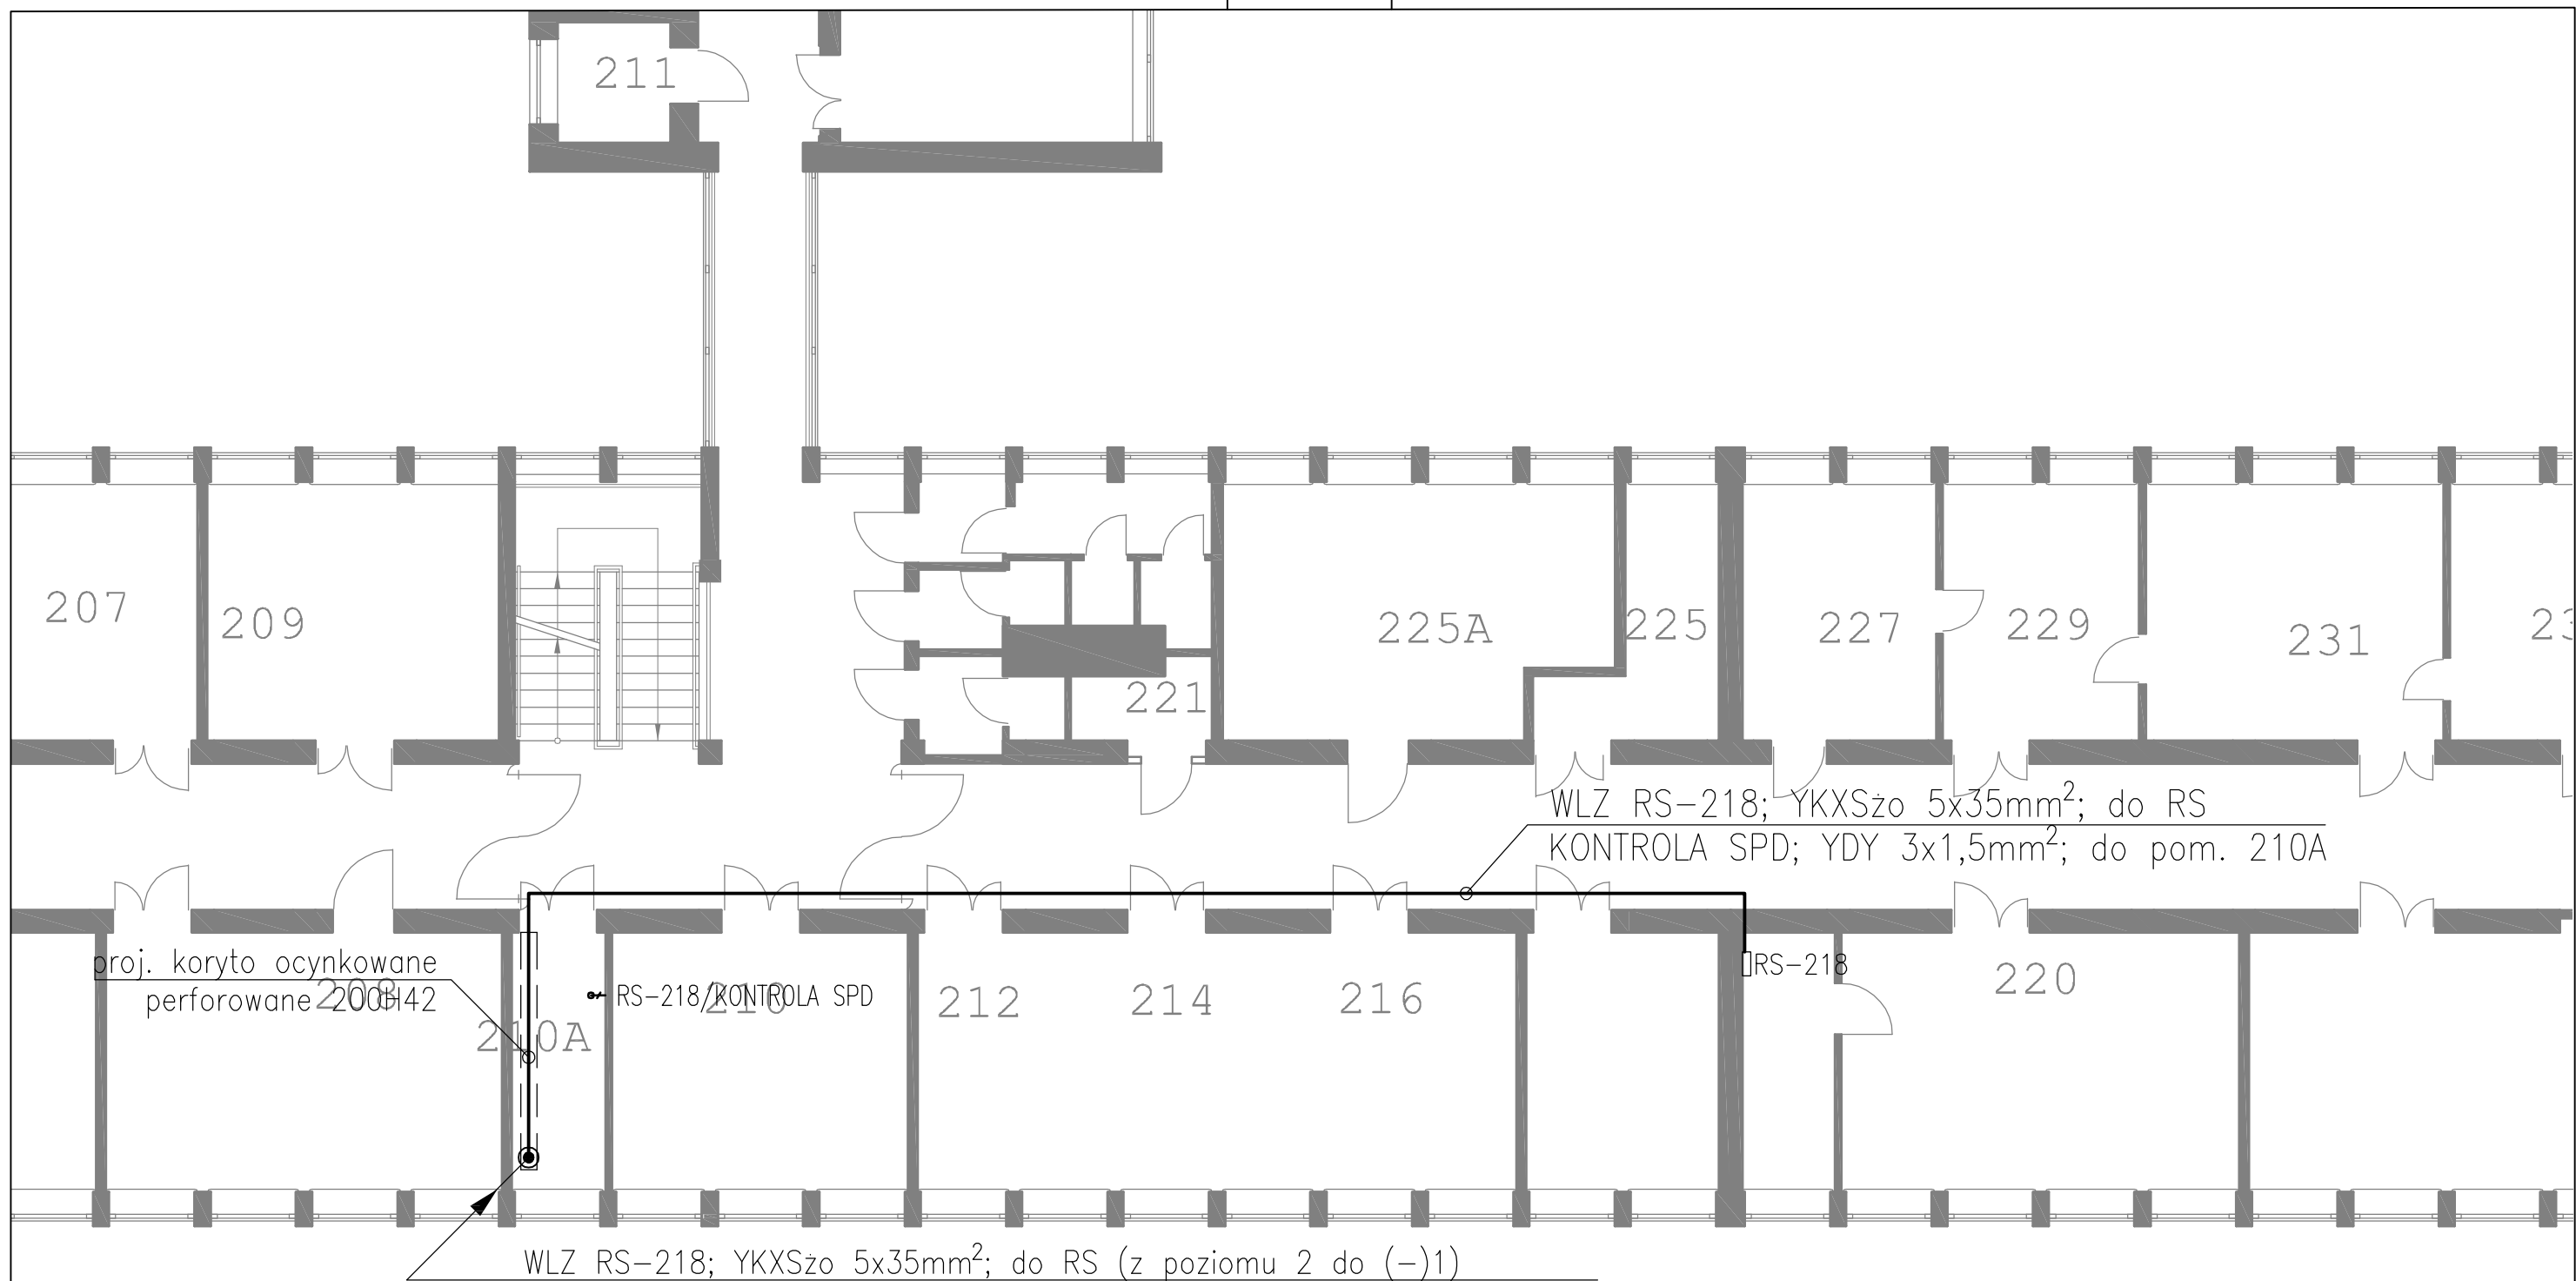 211
207
209
225A
225
227
229
231
221
WLZ RS-218; YKXSżo 5x35mm²; do RS
KONTROLA SPD; YDY 3x1,5mm²; do pom. 210A
proj. koryto ocynkowane
perforowane 200H42
208
210A
RS-218/KONTROLA SPD
210
212
214
216
RS-218
220
WLZ RS-218; YKXSżo 5x35mm²; do RS (z poziomu 2 do (-)1)